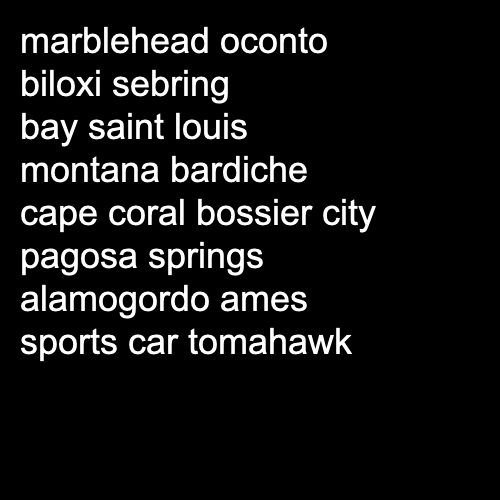 marblehead oconto
biloxi sebring
bay saint louis
montana bardiche
cape coral bossier city
pagosa springs
alamogordo ames
sports car tomahawk